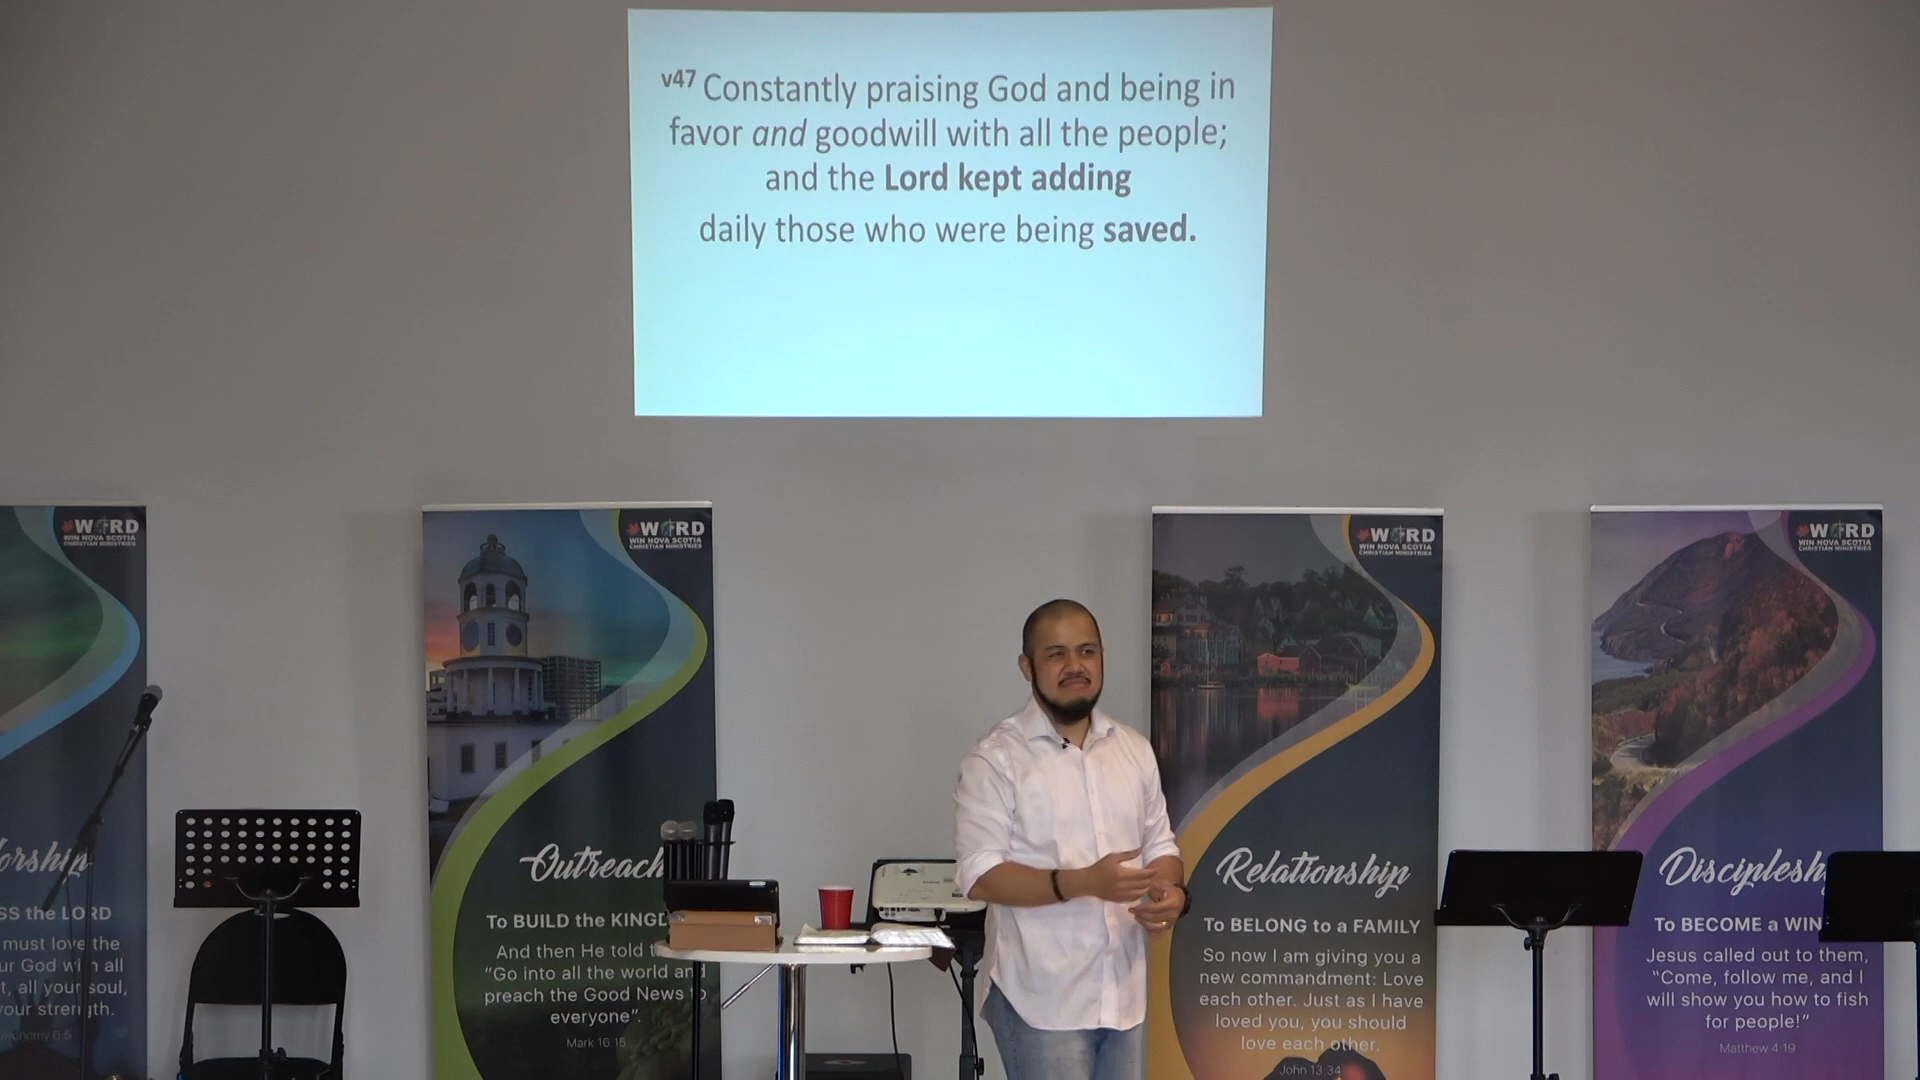 v47 Constantly praising God and being in
favor and goodwill with all the people;
and the Lord kept adding
daily those who were being saved.
WORD
WIN NOVA SCOTIA
CHRISTIAN MINISTRIES
SS the LORD
must love the
ur God with all
t, all your soul,
your strength.
WORD
WIN NOVA SCOTIA
CHRISTIAN MINISTRIES
Outreach
To BUILD the KINGD
And then He told t
"Go into all the world and
preach the Good News to
everyone".
Mark 16:15
WORD
WIN NOVA SCOTIA
CHRISTIAN MINISTRIES
Relationship
To BELONG to a FAMILY
So now I am giving you a
new commandment: Love
each other. Just as I have
loved you, you should
love each other.
John 13:34
WORD
WIN NOVA SCOTIA
CHRISTIAN MINISTRIES
Disciplesh
To BECOME a WIN
Jesus called out to them,
"Come, follow me, and I
will show you how to fish
for people!"
Matthew 4:19